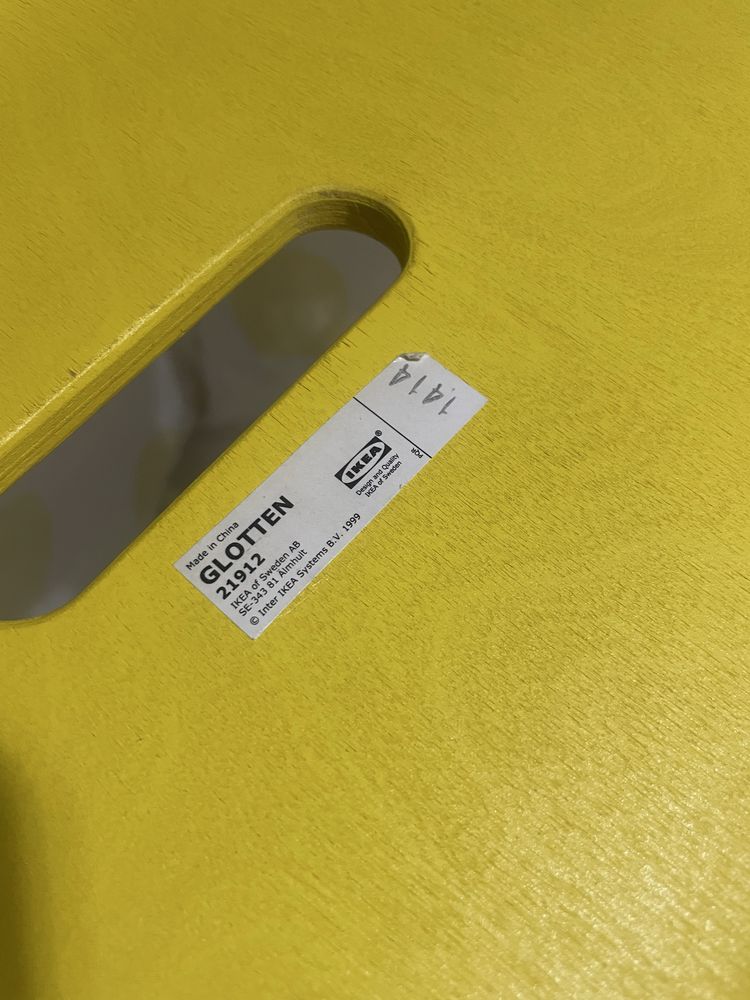 Made in China
GLOTTEN
21912
IKEA of Sweden AB
SE-343 81 Älmhult
© Inter IKEA Systems B.V. 1999
IKEA®
Design and Quality
IKEA of Sweden
1414